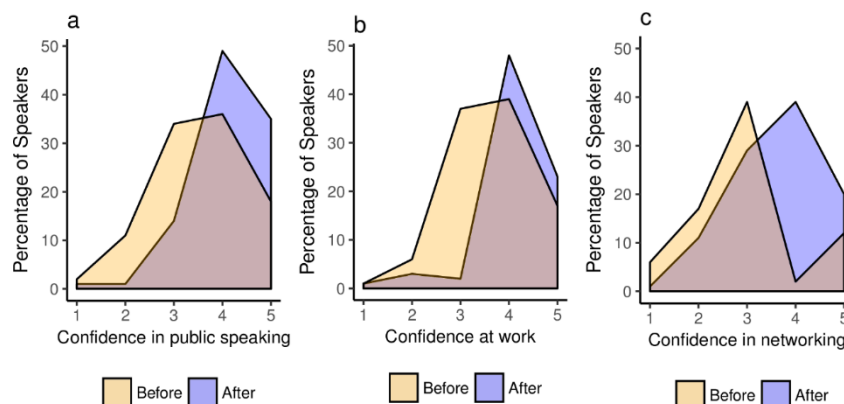 a
50
40
30
20
10
0
Percentage of Speakers
1 2 3 4 5
Confidence in public speaking
Before After
b
50
40
30
20
10
0
Percentage of Speakers
1 2 3 4 5
Confidence at work
Before After
c
50
40
30
20
10
0
Percentage of Speakers
1 2 3 4 5
Confidence in networking
Before After